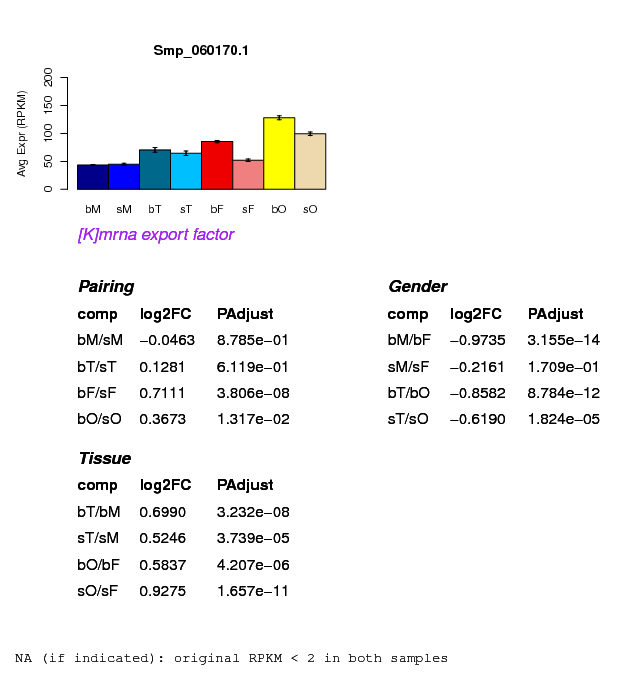 Smp_060170.1
Avg Expr (RPKM)
200
150
100
50
0
bM sM bT sT bF sF bO sO
[K]mrna export factor
Pairing
comp log2FC PAdjust
bM/sM −0.0463 8.785e−01
bT/sT 0.1281 6.119e−01
bF/sF 0.7111 3.806e−08
bO/sO 0.3673 1.317e−02
Gender
comp log2FC PAdjust
bM/bF −0.9735 3.155e−14
sM/sF −0.2161 1.709e−01
bT/bO −0.8582 8.784e−12
sT/sO −0.6190 1.824e−05
Tissue
comp log2FC PAdjust
bT/bM 0.6990 3.232e−08
sT/sM 0.5246 3.739e−05
bO/bF 0.5837 4.207e−06
sO/sF 0.9275 1.657e−11
NA (if indicated): original RPKM < 2 in both samples